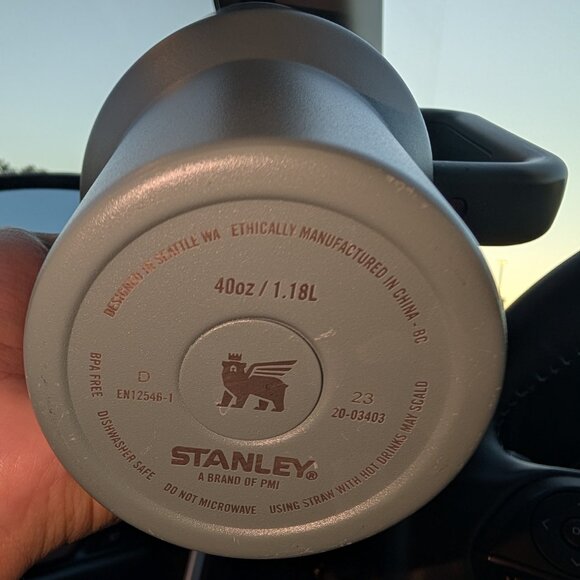 DESIGNED IN SEATTLE WA ETHICALLY MANUFACTURED IN CHINA - BC
40oz / 1.18L
D
EN12546-1
23
20-03403
STANLEY®
A BRAND OF PMI
BPA FREE DISHWASHER SAFE DO NOT MICROWAVE USING STRAW WITH HOT DRINKS MAY SCALD